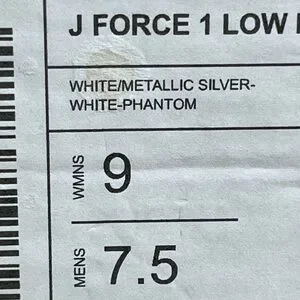 J FORCE 1 LOW
WHITE/METALLIC SILVER-
WHITE-PHANTOM
WMNS 9
MENS 7.5